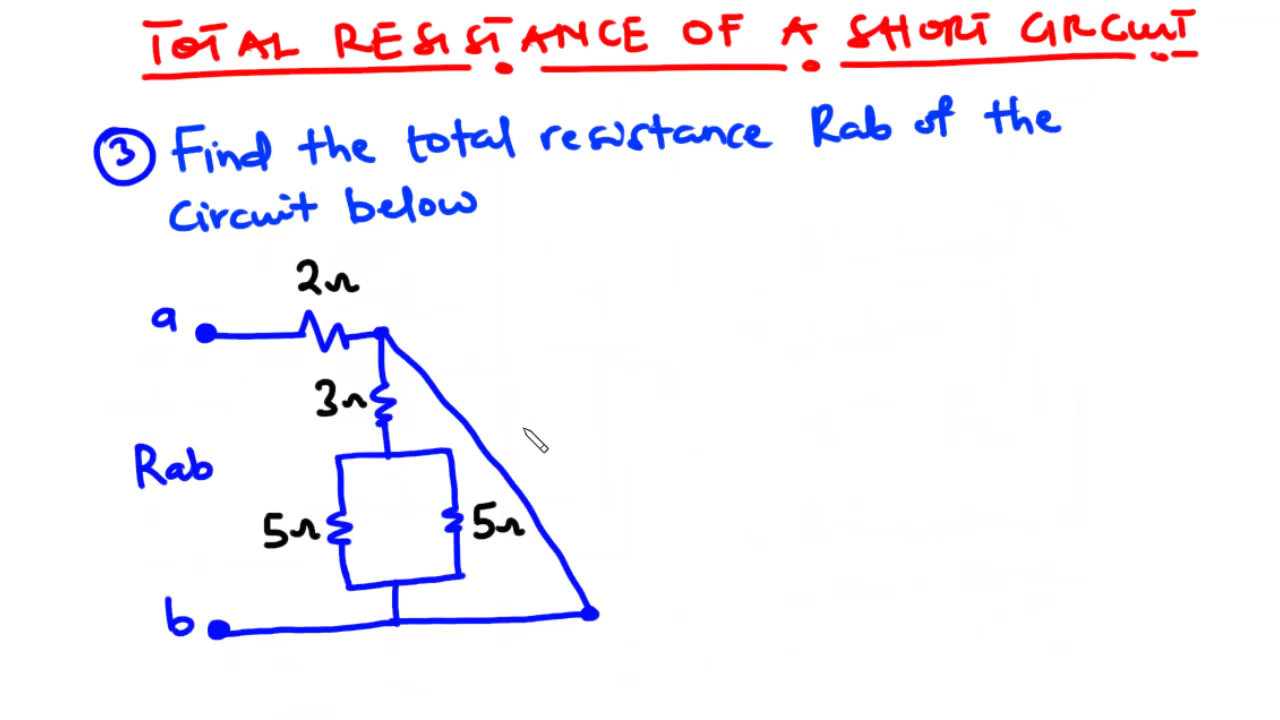 TOTAL RESISTANCE OF A SHORT CIRCUIT
3 Find the total resistance Rab of the
Circuit below
2Ω
a
3Ω
Rab
5Ω 5Ω
b